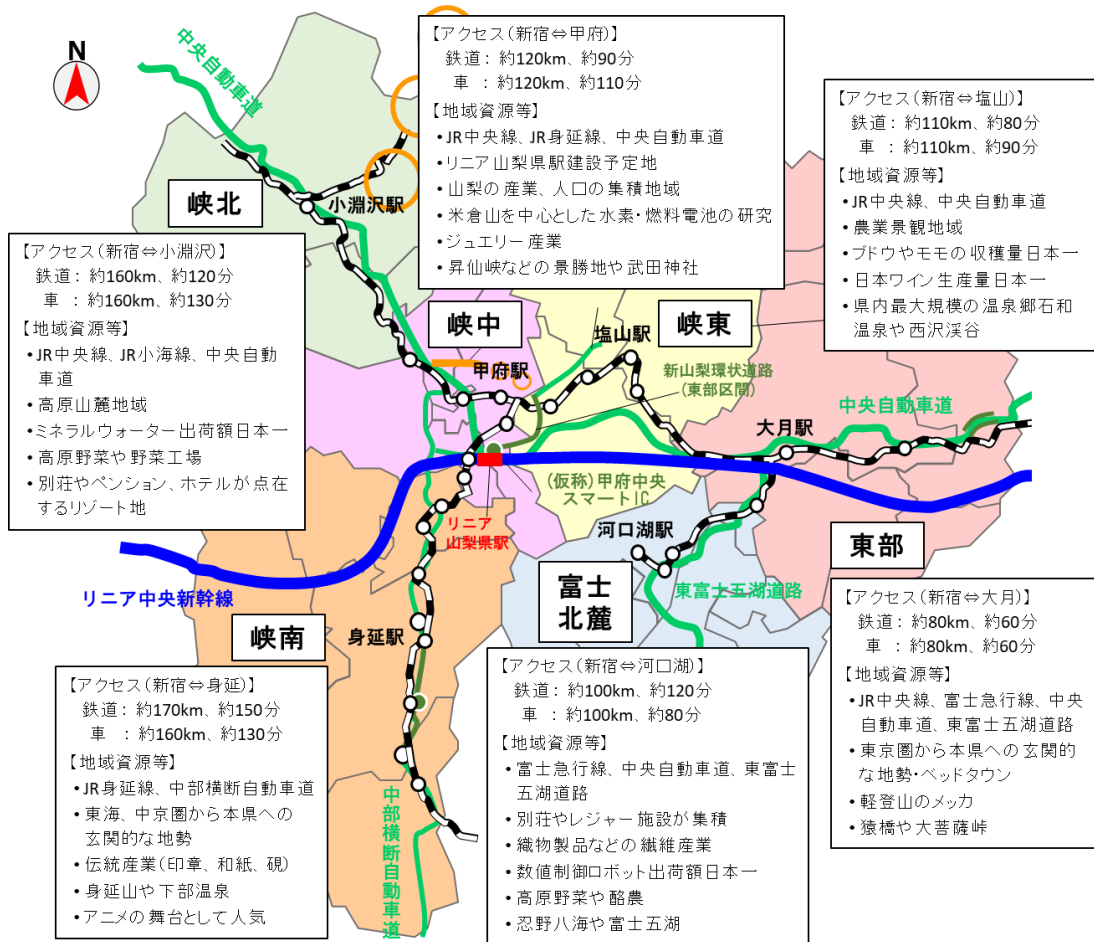 N
中央自動車道
【アクセス(新宿⇔甲府)】
鉄道：約120km、約90分
車　：約120km、約110分
【地域資源等】
•JR中央線、JR身延線、中央自動車道
•リニア山梨県駅建設予定地
•山梨の産業、人口の集積地域
•米倉山を中心とした水素・燃料電池の研究
•ジュエリー産業
•昇仙峡などの景勝地や武田神社
【アクセス(新宿⇔塩山)】
鉄道：約110km、約80分
車　：約110km、約90分
【地域資源等】
•JR中央線、中央自動車道
•農業景観地域
•ブドウやモモの収穫量日本一
•日本ワイン生産量日本一
•県内最大規模の温泉郷石和
温泉や西沢渓谷
峡北
小淵沢駅
【アクセス(新宿⇔小淵沢)】
鉄道：約160km、約120分
車　：約160km、約130分
【地域資源等】
•JR中央線、JR小海線、中央自動
車道
•高原山麓地域
•ミネラルウォーター出荷額日本一
•高原野菜や野菜工場
•別荘やペンション、ホテルが点在
するリゾート地
峡中
塩山駅
峡東
甲府駅
新山梨環状道路
(東部区間)
大月駅
中央自動車道
(仮称)甲府中央
スマートIC
リニア
山梨県駅
河口湖駅
東部
富士
北麓
東富士五湖道路
リニア中央新幹線
峡南
身延駅
【アクセス(新宿⇔大月)】
鉄道：約80km、約60分
車　：約80km、約60分
【地域資源等】
•JR中央線、富士急行線、中央
自動車道、東富士五湖道路
•東京圏から本県への玄関的
な地勢・ベッドタウン
•軽登山のメッカ
•猿橋や大菩薩峠
【アクセス(新宿⇔身延)】
鉄道：約170km、約150分
車　：約160km、約130分
【地域資源等】
•JR身延線、中部横断自動車道
•東海、中京圏から本県への
玄関的な地勢
•伝統産業(印章、和紙、硯)
•身延山や下部温泉
•アニメの舞台として人気
中部横断自動車道
【アクセス(新宿⇔河口湖)】
鉄道：約100km、約120分
車　：約100km、約80分
【地域資源等】
•富士急行線、中央自動車道、東富士
五湖道路
•別荘やレジャー施設が集積
•織物製品などの繊維産業
•数値制御ロボット出荷額日本一
•高原野菜や酪農
•忍野八海や富士五湖